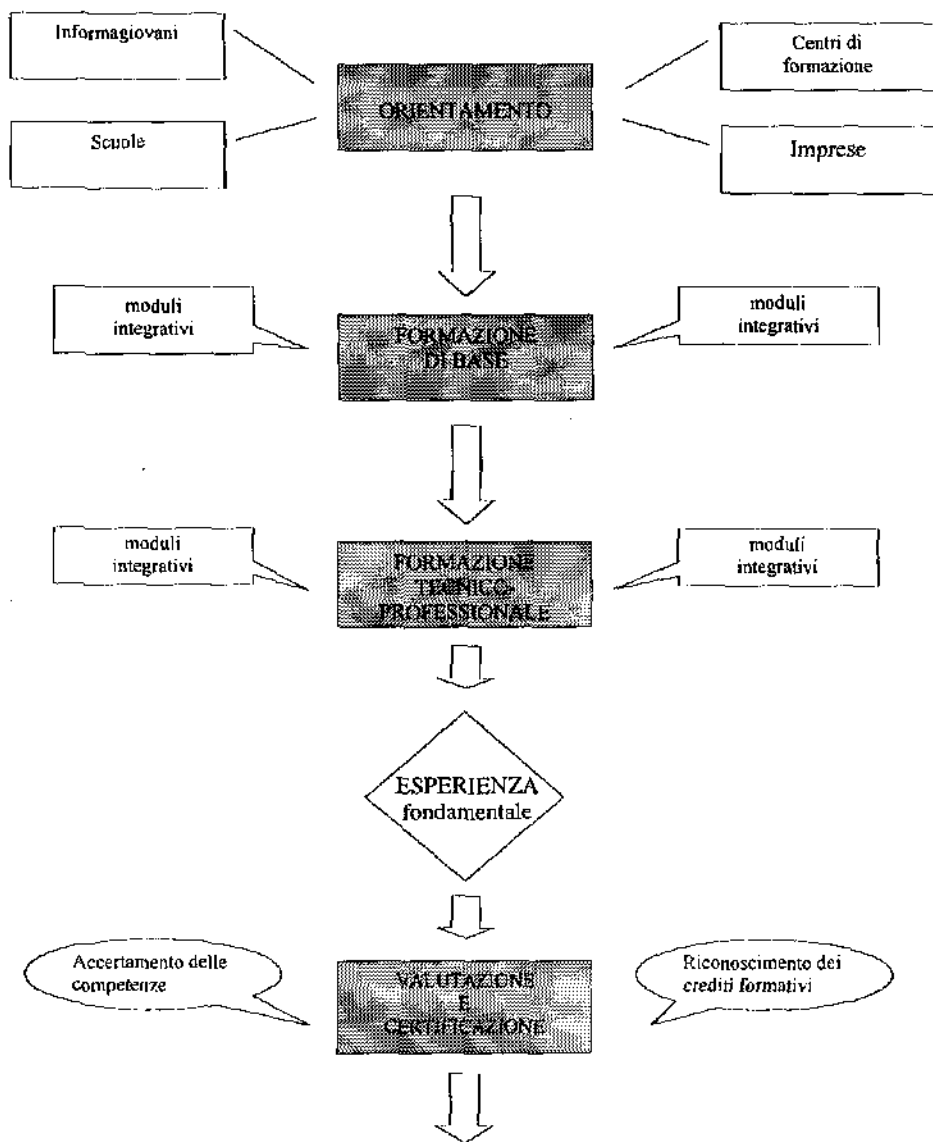 Informagiovani
Centri di
formazione
ORIENTAMENTO
Scuole
Imprese
moduli
integrativi
FORMAZIONE
DI BASE
moduli
integrativi
moduli
integrativi
FORMAZIONE
TECNICO-
PROFESSIONALE
moduli
integrativi
ESPERIENZA
fondamentale
Accertamento delle
competenze
VALUTAZIONE
E
CERTIFICAZIONE
Riconoscimento dei
crediti formativi